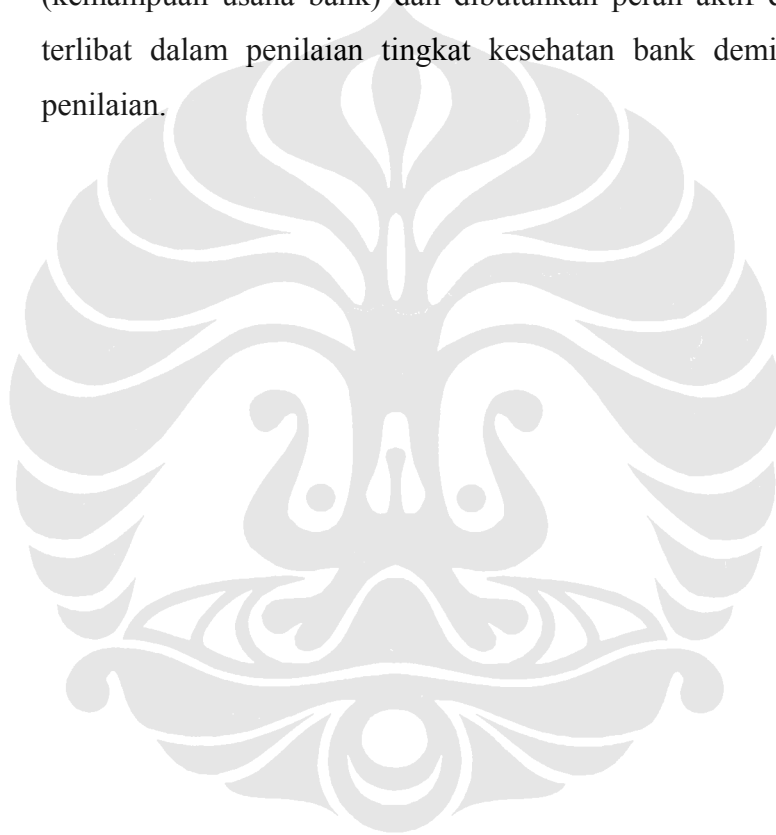 (kemampuan usaha bank) dan dibutuhkan peran aktif
terlibat dalam penilaian tingkat kesehatan bank demi
penilaian.